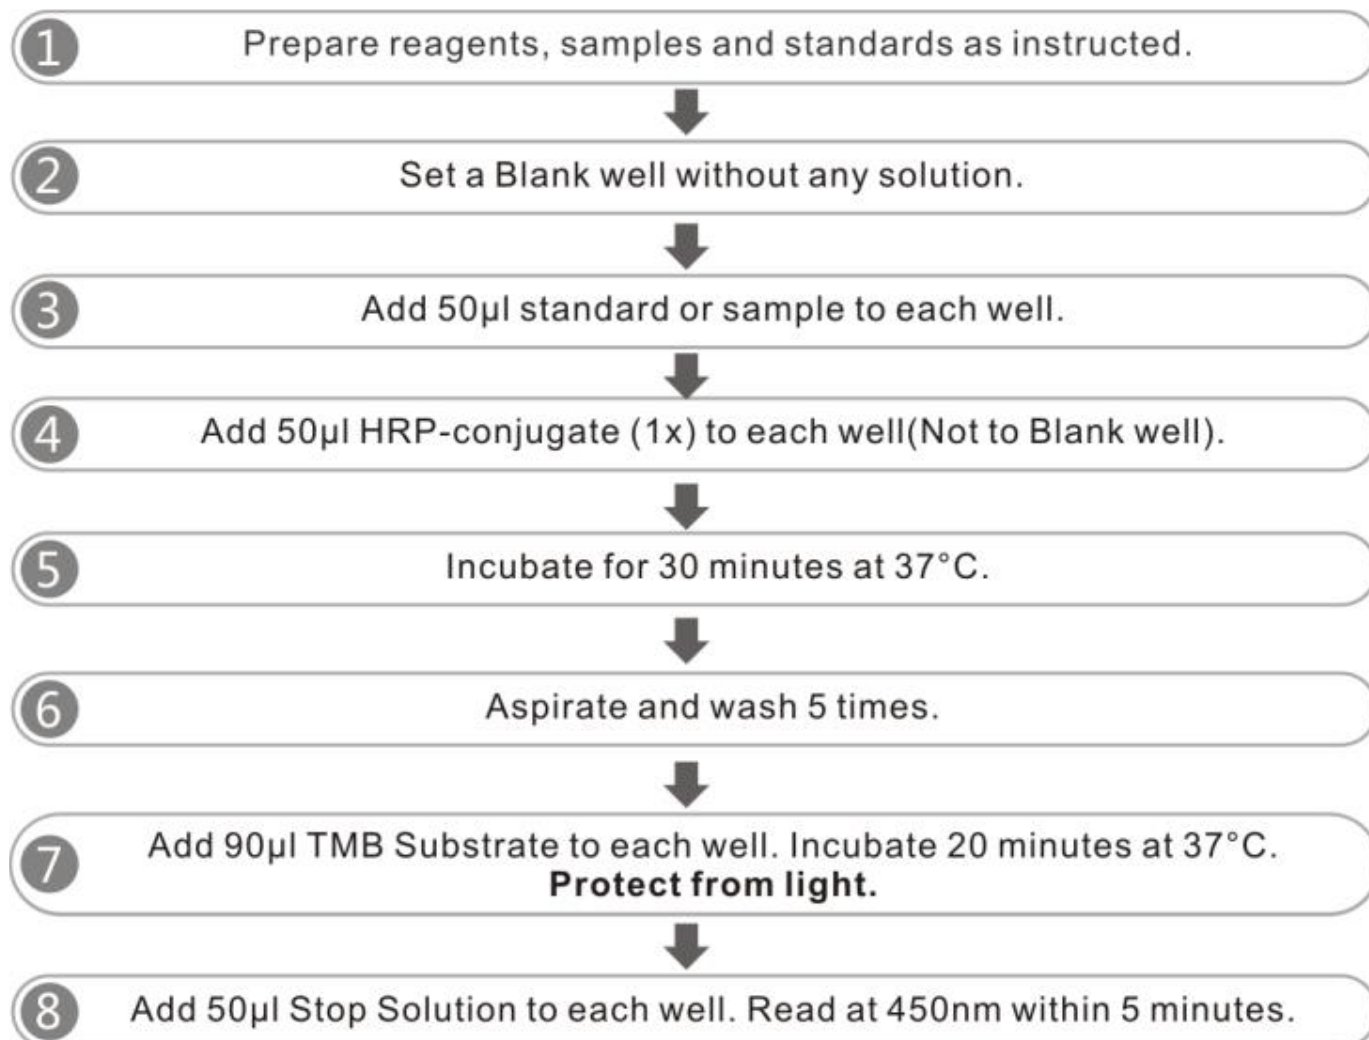 1 Prepare reagents, samples and standards as instructed.
2 Set a Blank well without any solution.
3 Add 50µl standard or sample to each well.
4 Add 50µl HRP-conjugate (1x) to each well(Not to Blank well).
5 Incubate for 30 minutes at 37°C.
6 Aspirate and wash 5 times.
7 Add 90µl TMB Substrate to each well. Incubate 20 minutes at 37°C.
Protect from light.
8 Add 50µl Stop Solution to each well. Read at 450nm within 5 minutes.